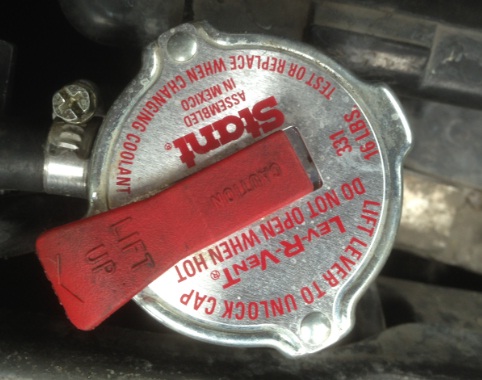 TEST OR REPLACE WHEN CHANGING COOLANT
ASSEMBLED
IN MEXICO
Stant
331
16 LBS.
CAUTION
LIFT
UP
LEV-R-VENT
DO NOT OPEN WHEN HOT
LIFT LEVER TO UNLOCK CAP